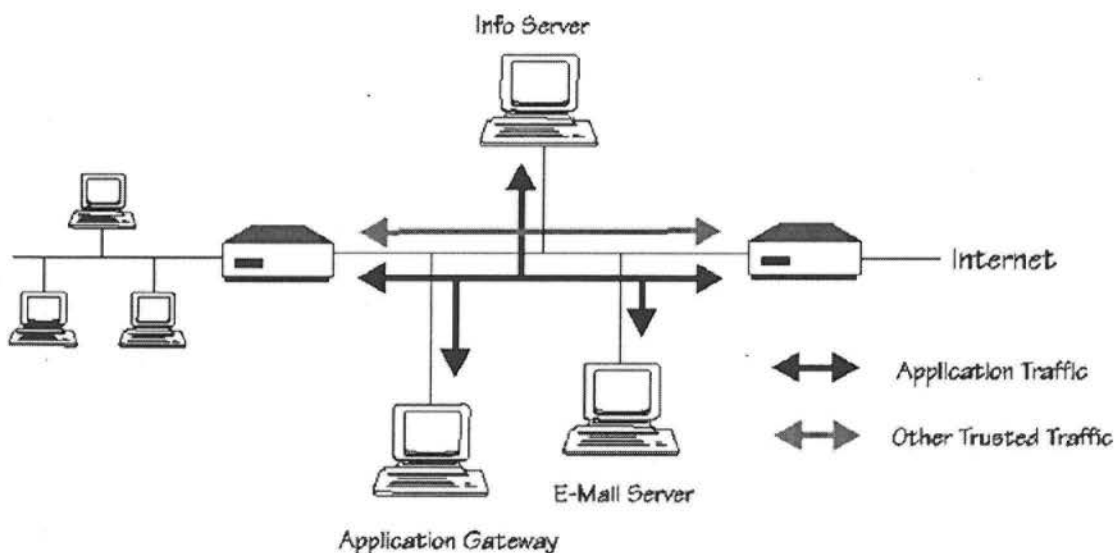 Info Server
Internet
Application Traffic
Other Trusted Traffic
E-Mail Server
Application Gateway